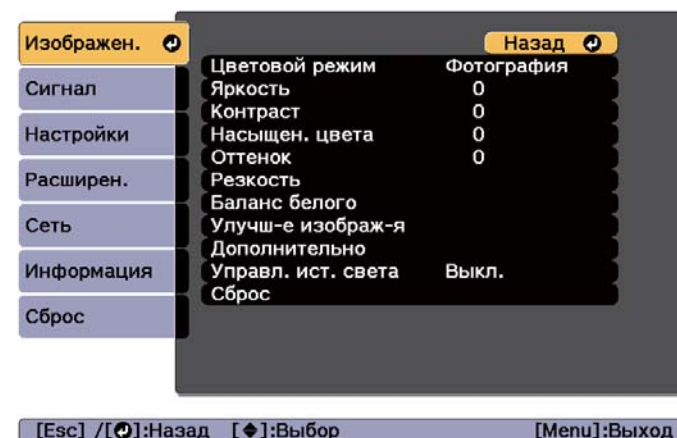 Изображен.
Сигнал
Настройки
Расширен.
Сеть
Информация
Сброс
Назад
Цветовой режим Фотография
Яркость 0
Контраст 0
Насыщен. цвета 0
Оттенок 0
Резкость
Баланс белого
Улучш-е изображ-я
Дополнительно
Управл. ист. света Выкл.
Сброс
[Esc] /[⏎]:Назад [◆]:Выбор [Menu]:Выход